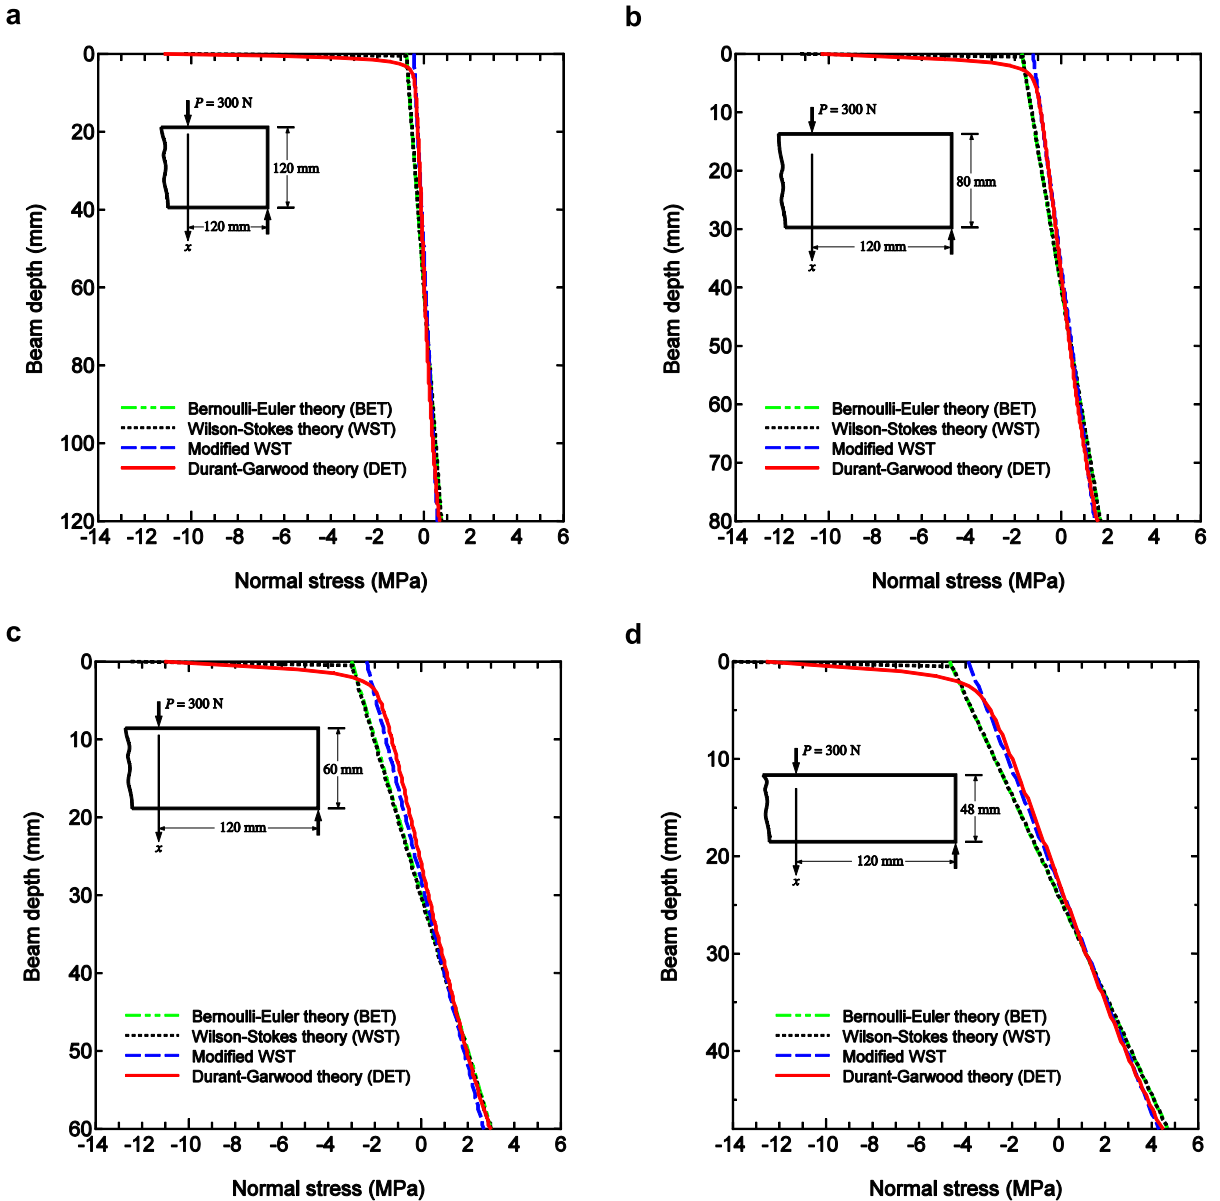 a
0
20
40
60
80
100
120
Beam depth (mm)
P = 300 N
120 mm
120 mm
x
Bernoulli-Euler theory (BET)
Wilson-Stokes theory (WST)
Modified WST
Durant-Garwood theory (DET)
-14 -12 -10 -8 -6 -4 -2 0 2 4 6
Normal stress (MPa)
b
0
10
20
30
40
50
60
70
80
Beam depth (mm)
P = 300 N
80 mm
120 mm
x
Bernoulli-Euler theory (BET)
Wilson-Stokes theory (WST)
Modified WST
Durant-Garwood theory (DET)
-14 -12 -10 -8 -6 -4 -2 0 2 4 6
Normal stress (MPa)
c
0
10
20
30
40
50
60
Beam depth (mm)
P = 300 N
60 mm
120 mm
x
Bernoulli-Euler theory (BET)
Wilson-Stokes theory (WST)
Modified WST
Durant-Garwood theory (DET)
-14 -12 -10 -8 -6 -4 -2 0 2 4 6
Normal stress (MPa)
d
0
10
20
30
40
Beam depth (mm)
P = 300 N
48 mm
120 mm
x
Bernoulli-Euler theory (BET)
Wilson-Stokes theory (WST)
Modified WST
Durant-Garwood theory (DET)
-14 -12 -10 -8 -6 -4 -2 0 2 4 6
Normal stress (MPa)